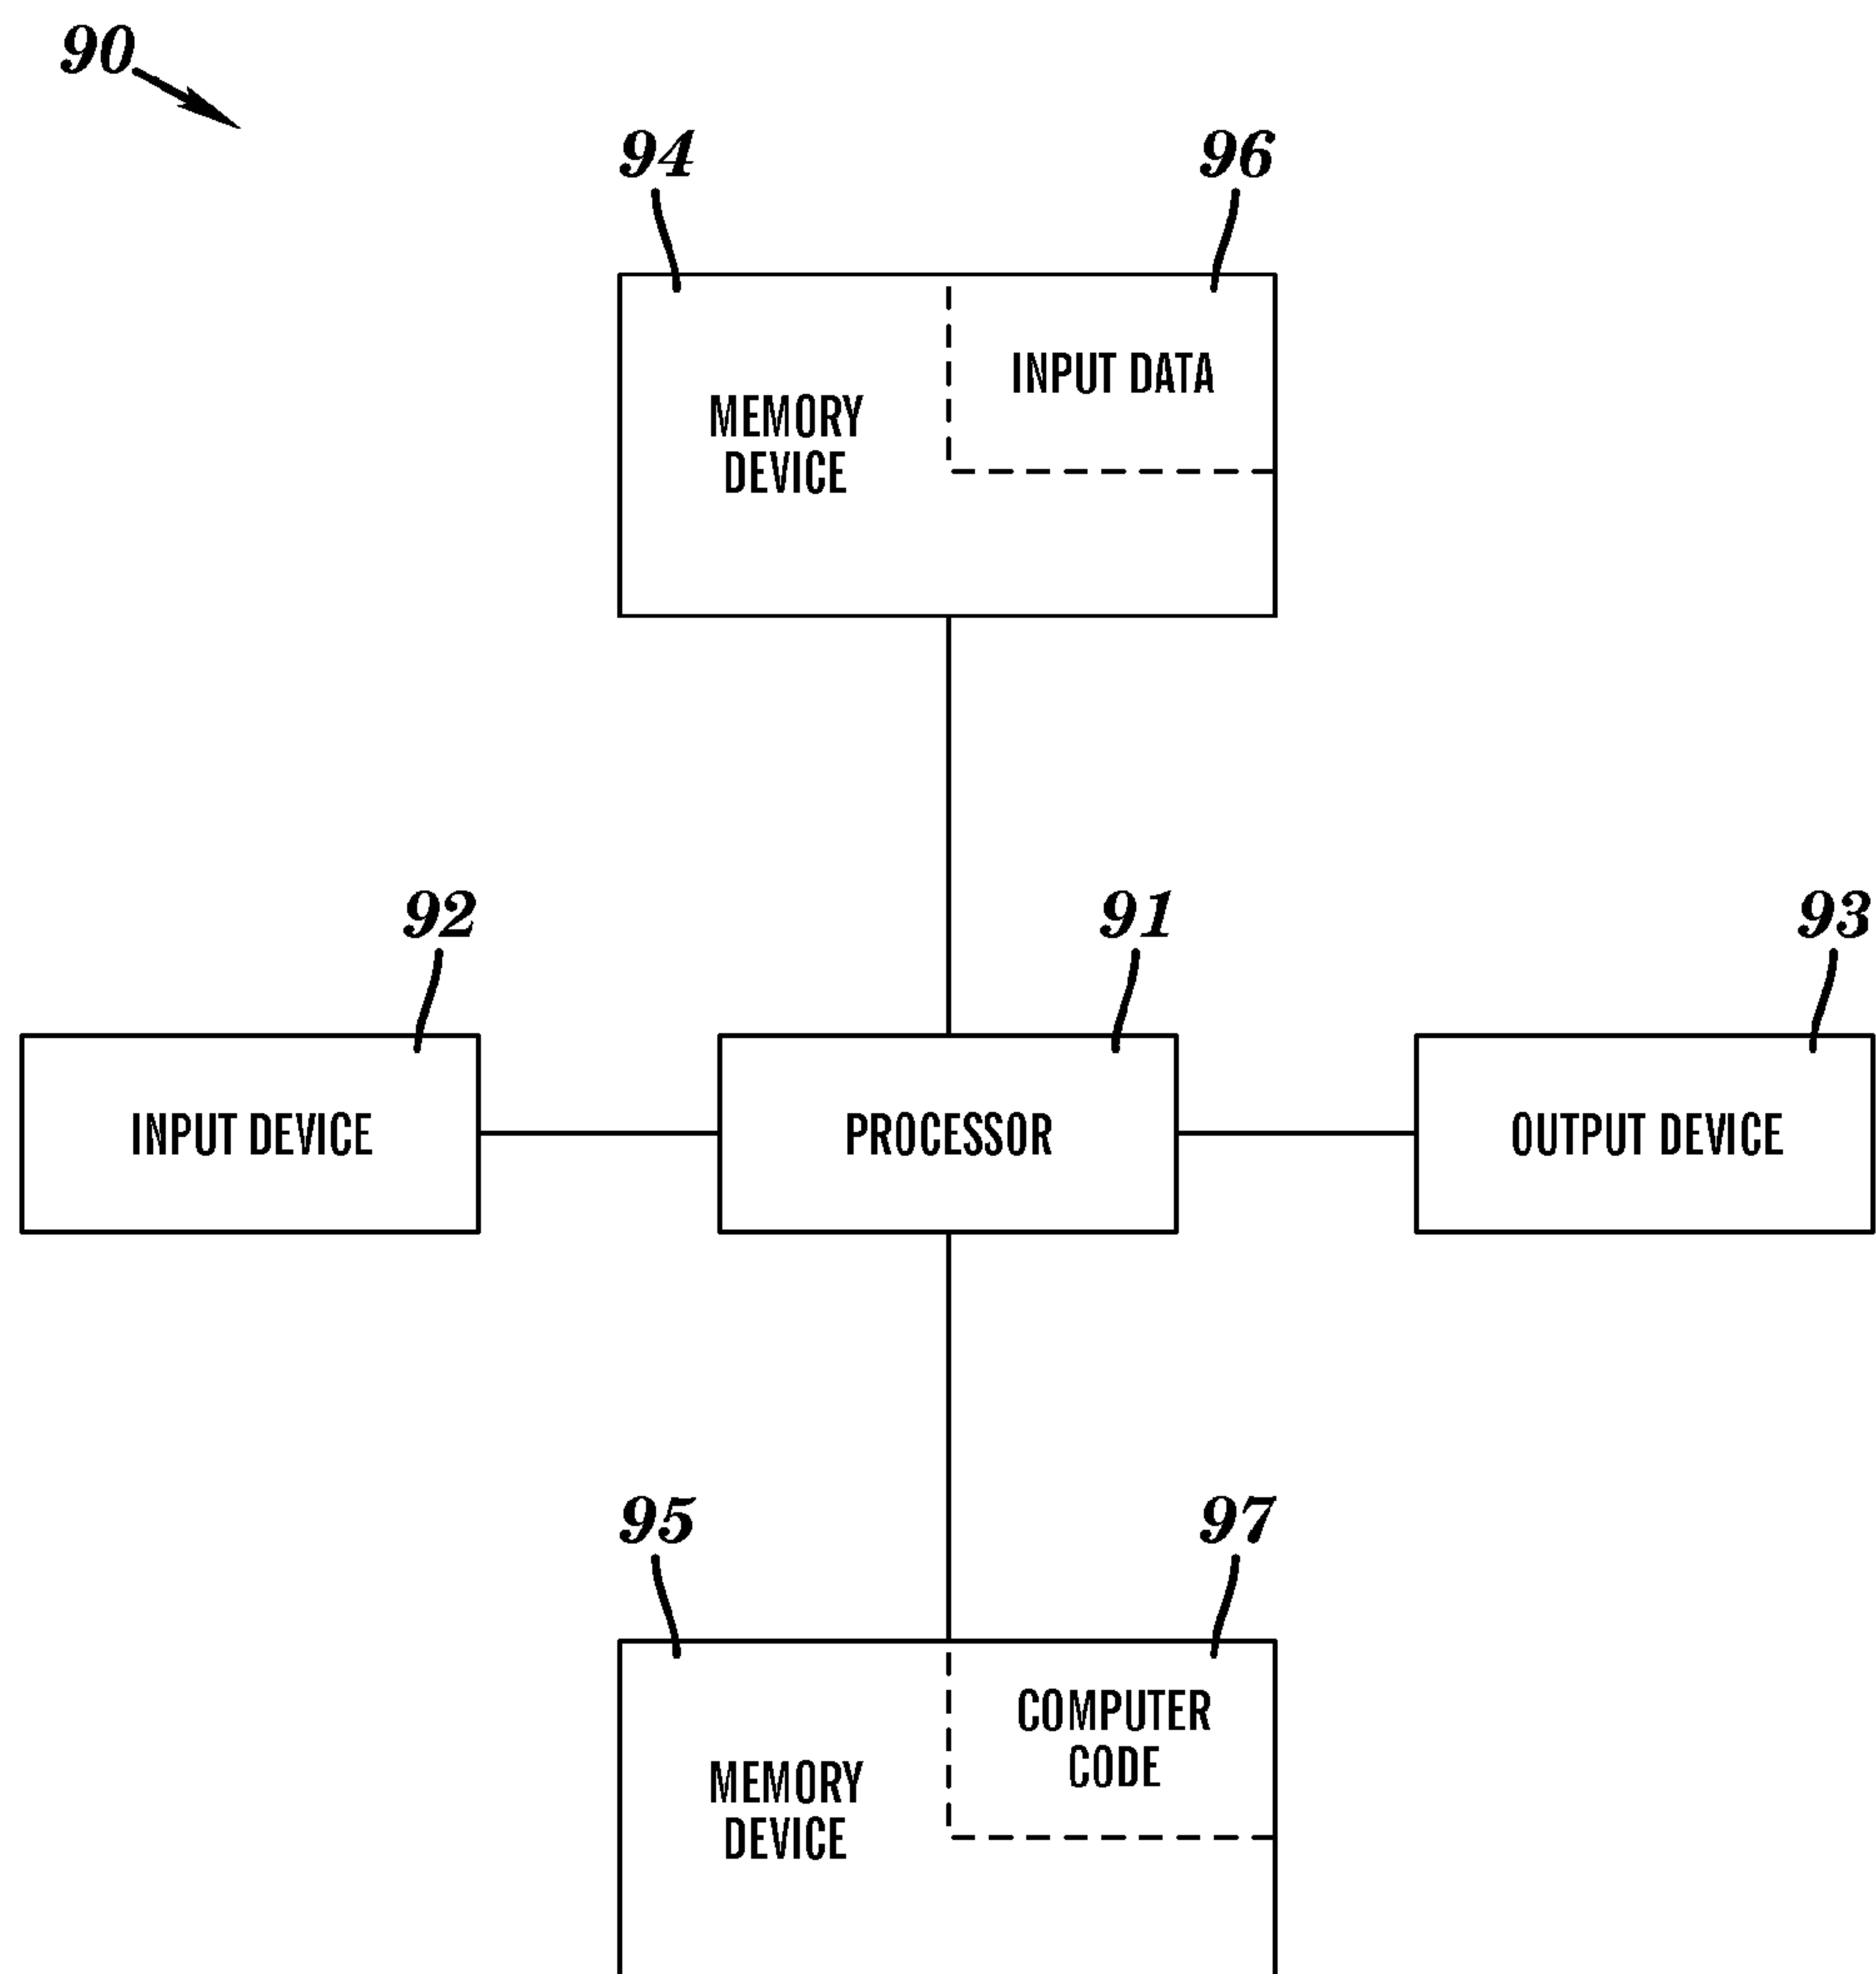 90
94
96
INPUT DATA
MEMORY
DEVICE
92
91
93
INPUT DEVICE
PROCESSOR
OUTPUT DEVICE
95
97
COMPUTER
CODE
MEMORY
DEVICE